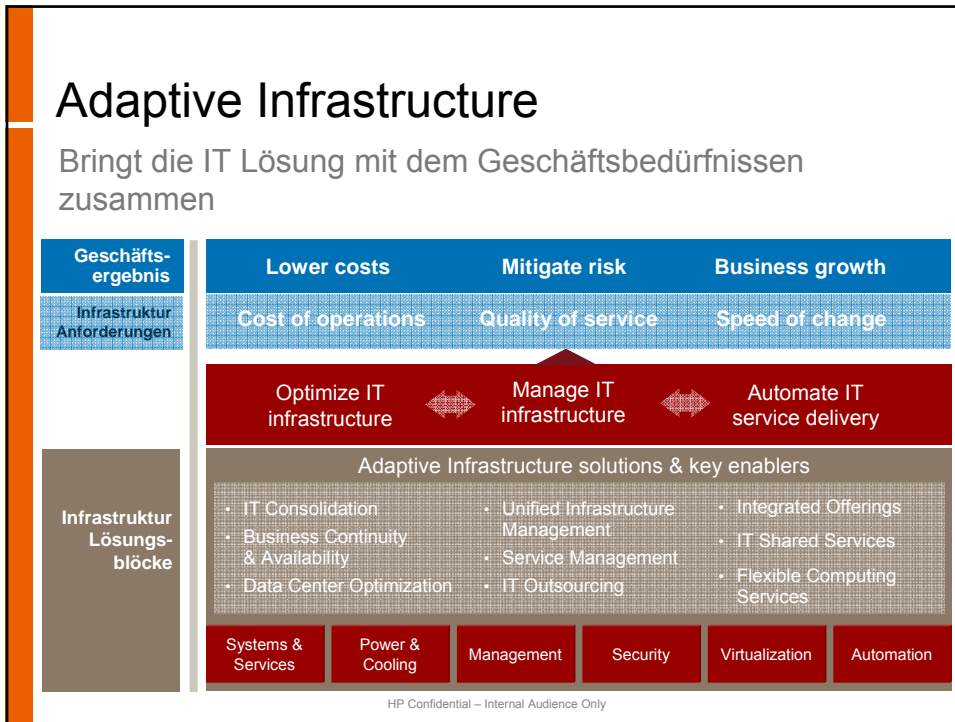 Adaptive Infrastructure
Bringt die IT Lösung mit dem Geschäftsbedürfnissen
zusammen
Geschäfts-
ergebnis
Lower costs
Mitigate risk
Business growth
Infrastruktur
Anforderungen
Cost of operations
Quality of service
Speed of change
Optimize IT
infrastructure
Manage IT
infrastructure
Automate IT
service delivery
Infrastruktur
Lösungs-
blöcke
Adaptive Infrastructure solutions & key enablers
• IT Consolidation
• Business Continuity
& Availability
• Data Center Optimization
• Unified Infrastructure
Management
• Service Management
• IT Outsourcing
• Integrated Offerings
• IT Shared Services
• Flexible Computing
Services
Systems &
Services
Power &
Cooling
Management
Security
Virtualization
Automation
HP Confidential – Internal Audience Only